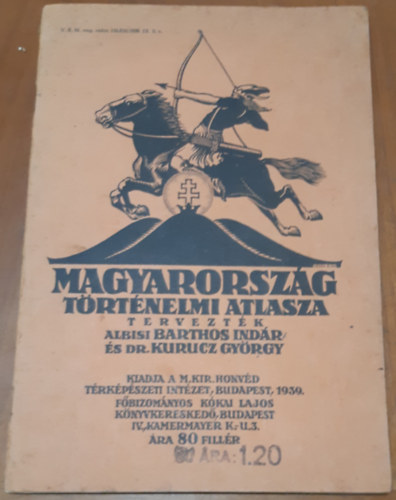 MAGYARORSZÁG
TÖRTÉNELMI ATLASZA
TERVEZTÉK
ALBISI BARTHOS INDÁR
ÉS DR. KURUCZ GYÖRGY
KIADJA A M. KIR. HONVÉD
TÉRKÉPÉSZETI INTÉZET, BUDAPEST, 1939.
FŐBIZOMÁNYOS KÓKAI LAJOS
KÖNYVKERESKEDŐ, BUDAPEST
IV., KAMERMAYER K.-U. 3.
ÁRA 80 FILLÉR
ÁRA: 1.20